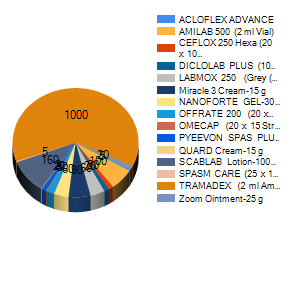 ACLOFLEX ADVANCE
AMILAB 500 (2 ml Vial)
CEFLOX 250 Hexa (20
x 10...
DICLOLAB PLUS (10...
LABMOX 250 (Grey (...
Miracle 3 Cream-15 g
NANOFORTE GEL-30...
OFFRATE 200 (20 x...
OMECAP (20 x 15 Str...
PYEEVON SPAS PLU...
QUARD Cream-15 g
SCABLAB Lotion-100...
SPASM CARE (25 x 1...
TRAMADEX (2 ml Am...
Zoom Ointment-25 g
1000
5
160